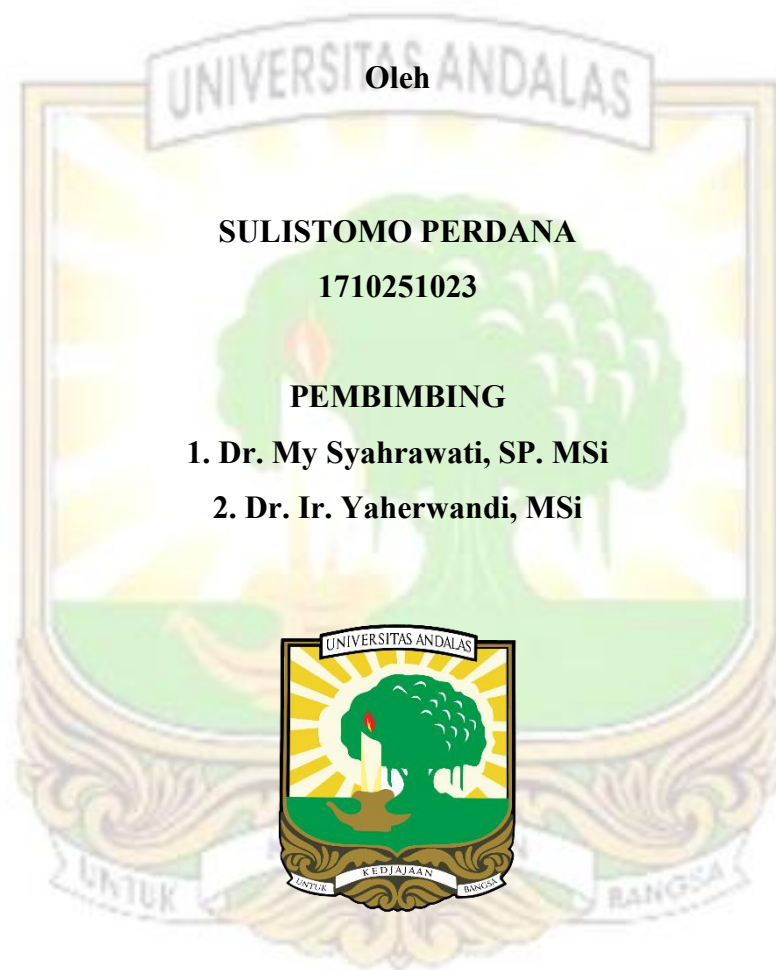 UNIVERSITAS ANDALAS
Oleh
SULISTOMO PERDANA
1710251023
PEMBIMBING
1. Dr. My Syahrawati, SP. MSi
2. Dr. Ir. Yaherwandi, MSi
UNIVERSITAS ANDALAS
UNTUK KEDJAJAAN BANGSA
UNTUK BANGSA